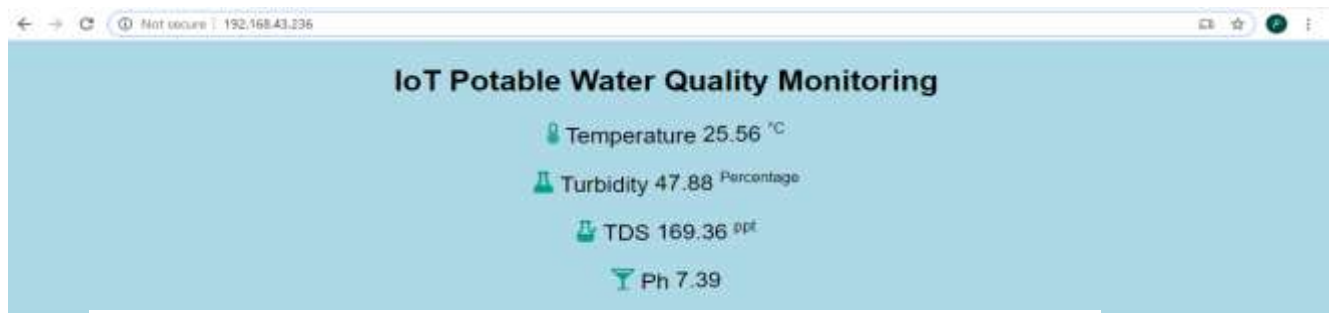 Not secure | 192.168.43.236
IoT Potable Water Quality Monitoring
Temperature 25.56 °C
Turbidity 47.88 Percentage
TDS 169.36 ppt
Ph 7.39